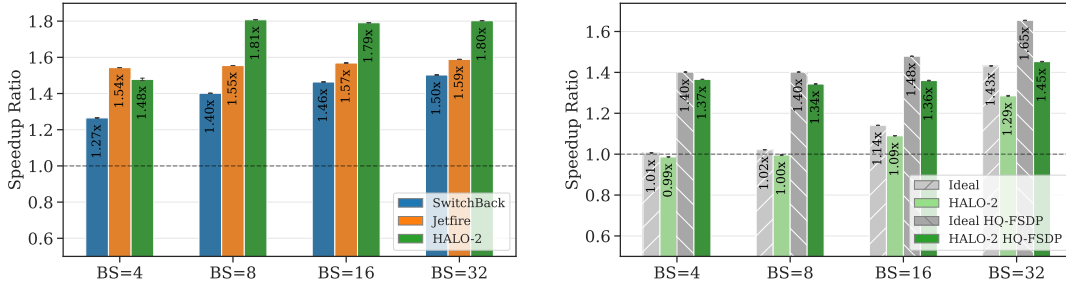 Speedup Ratio
1.8
1.6
1.4
1.2
1.0
0.8
0.6
1.27x
1.54x
1.48x
1.40x
1.55x
1.81x
1.46x
1.57x
1.79x
1.50x
1.59x
1.80x
SwitchBack
Jetfire
HALO-2
BS=4
BS=8
BS=16
BS=32
Speedup Ratio
1.6
1.4
1.2
1.0
0.8
0.6
1.01x
0.99x
1.40x
1.37x
1.02x
1.00x
1.40x
1.34x
1.14x
1.09x
1.48x
1.36x
1.43x
1.29x
1.65x
1.45x
Ideal
HALO-2
Ideal HQ-FSDP
HALO-2 HQ-FSDP
BS=4
BS=8
BS=16
BS=32